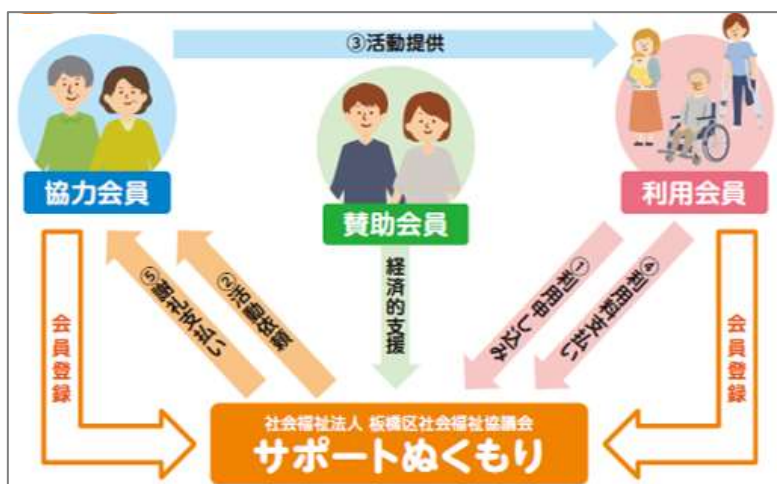 ③活動提供
協力会員
賛助会員
利用会員
会員登録
⑤謝礼支払い
②活動依頼
経済的支援
①利用申し込み
④利用料支払い
会員登録
社会福祉法人 板橋区社会福祉協議会
サポートぬくもり